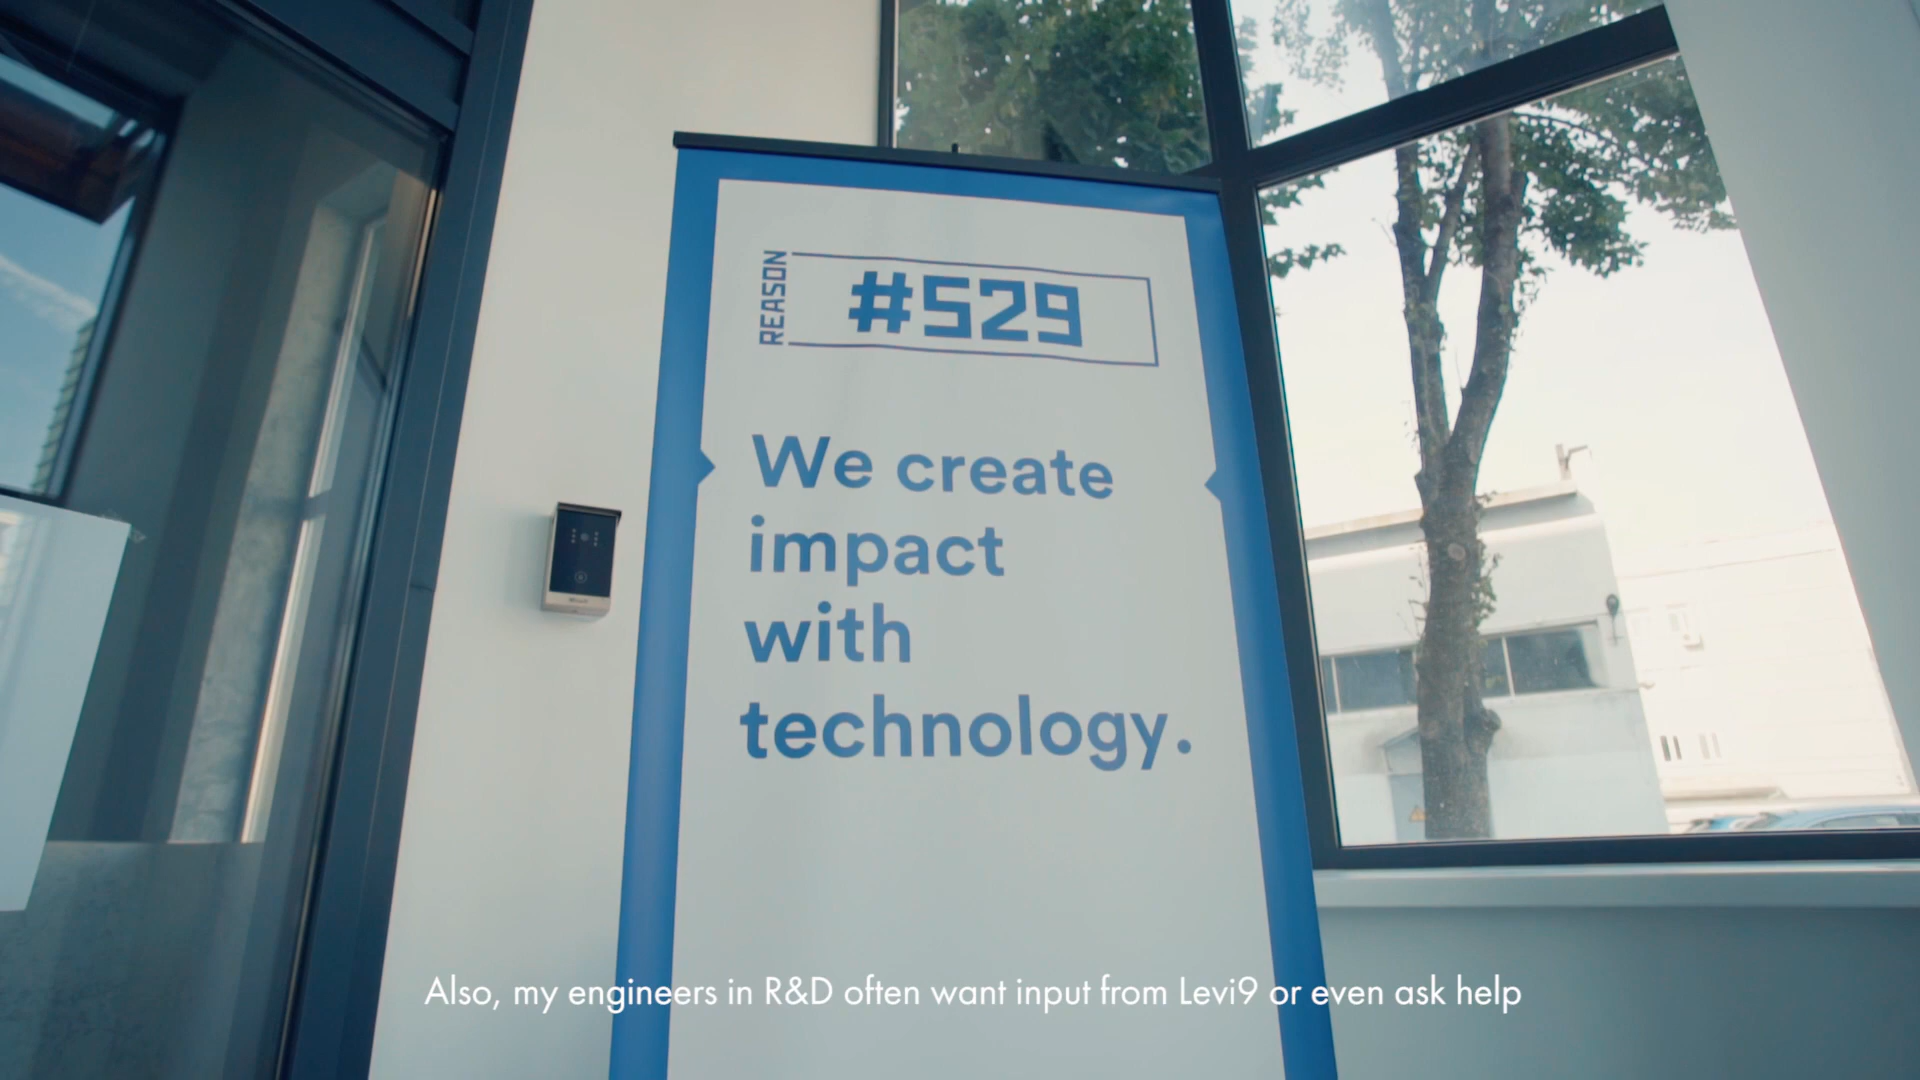 REASON
#529
We create
impact
with
technology.
Also, my engineers in R&D often want input from Levi9 or even ask help